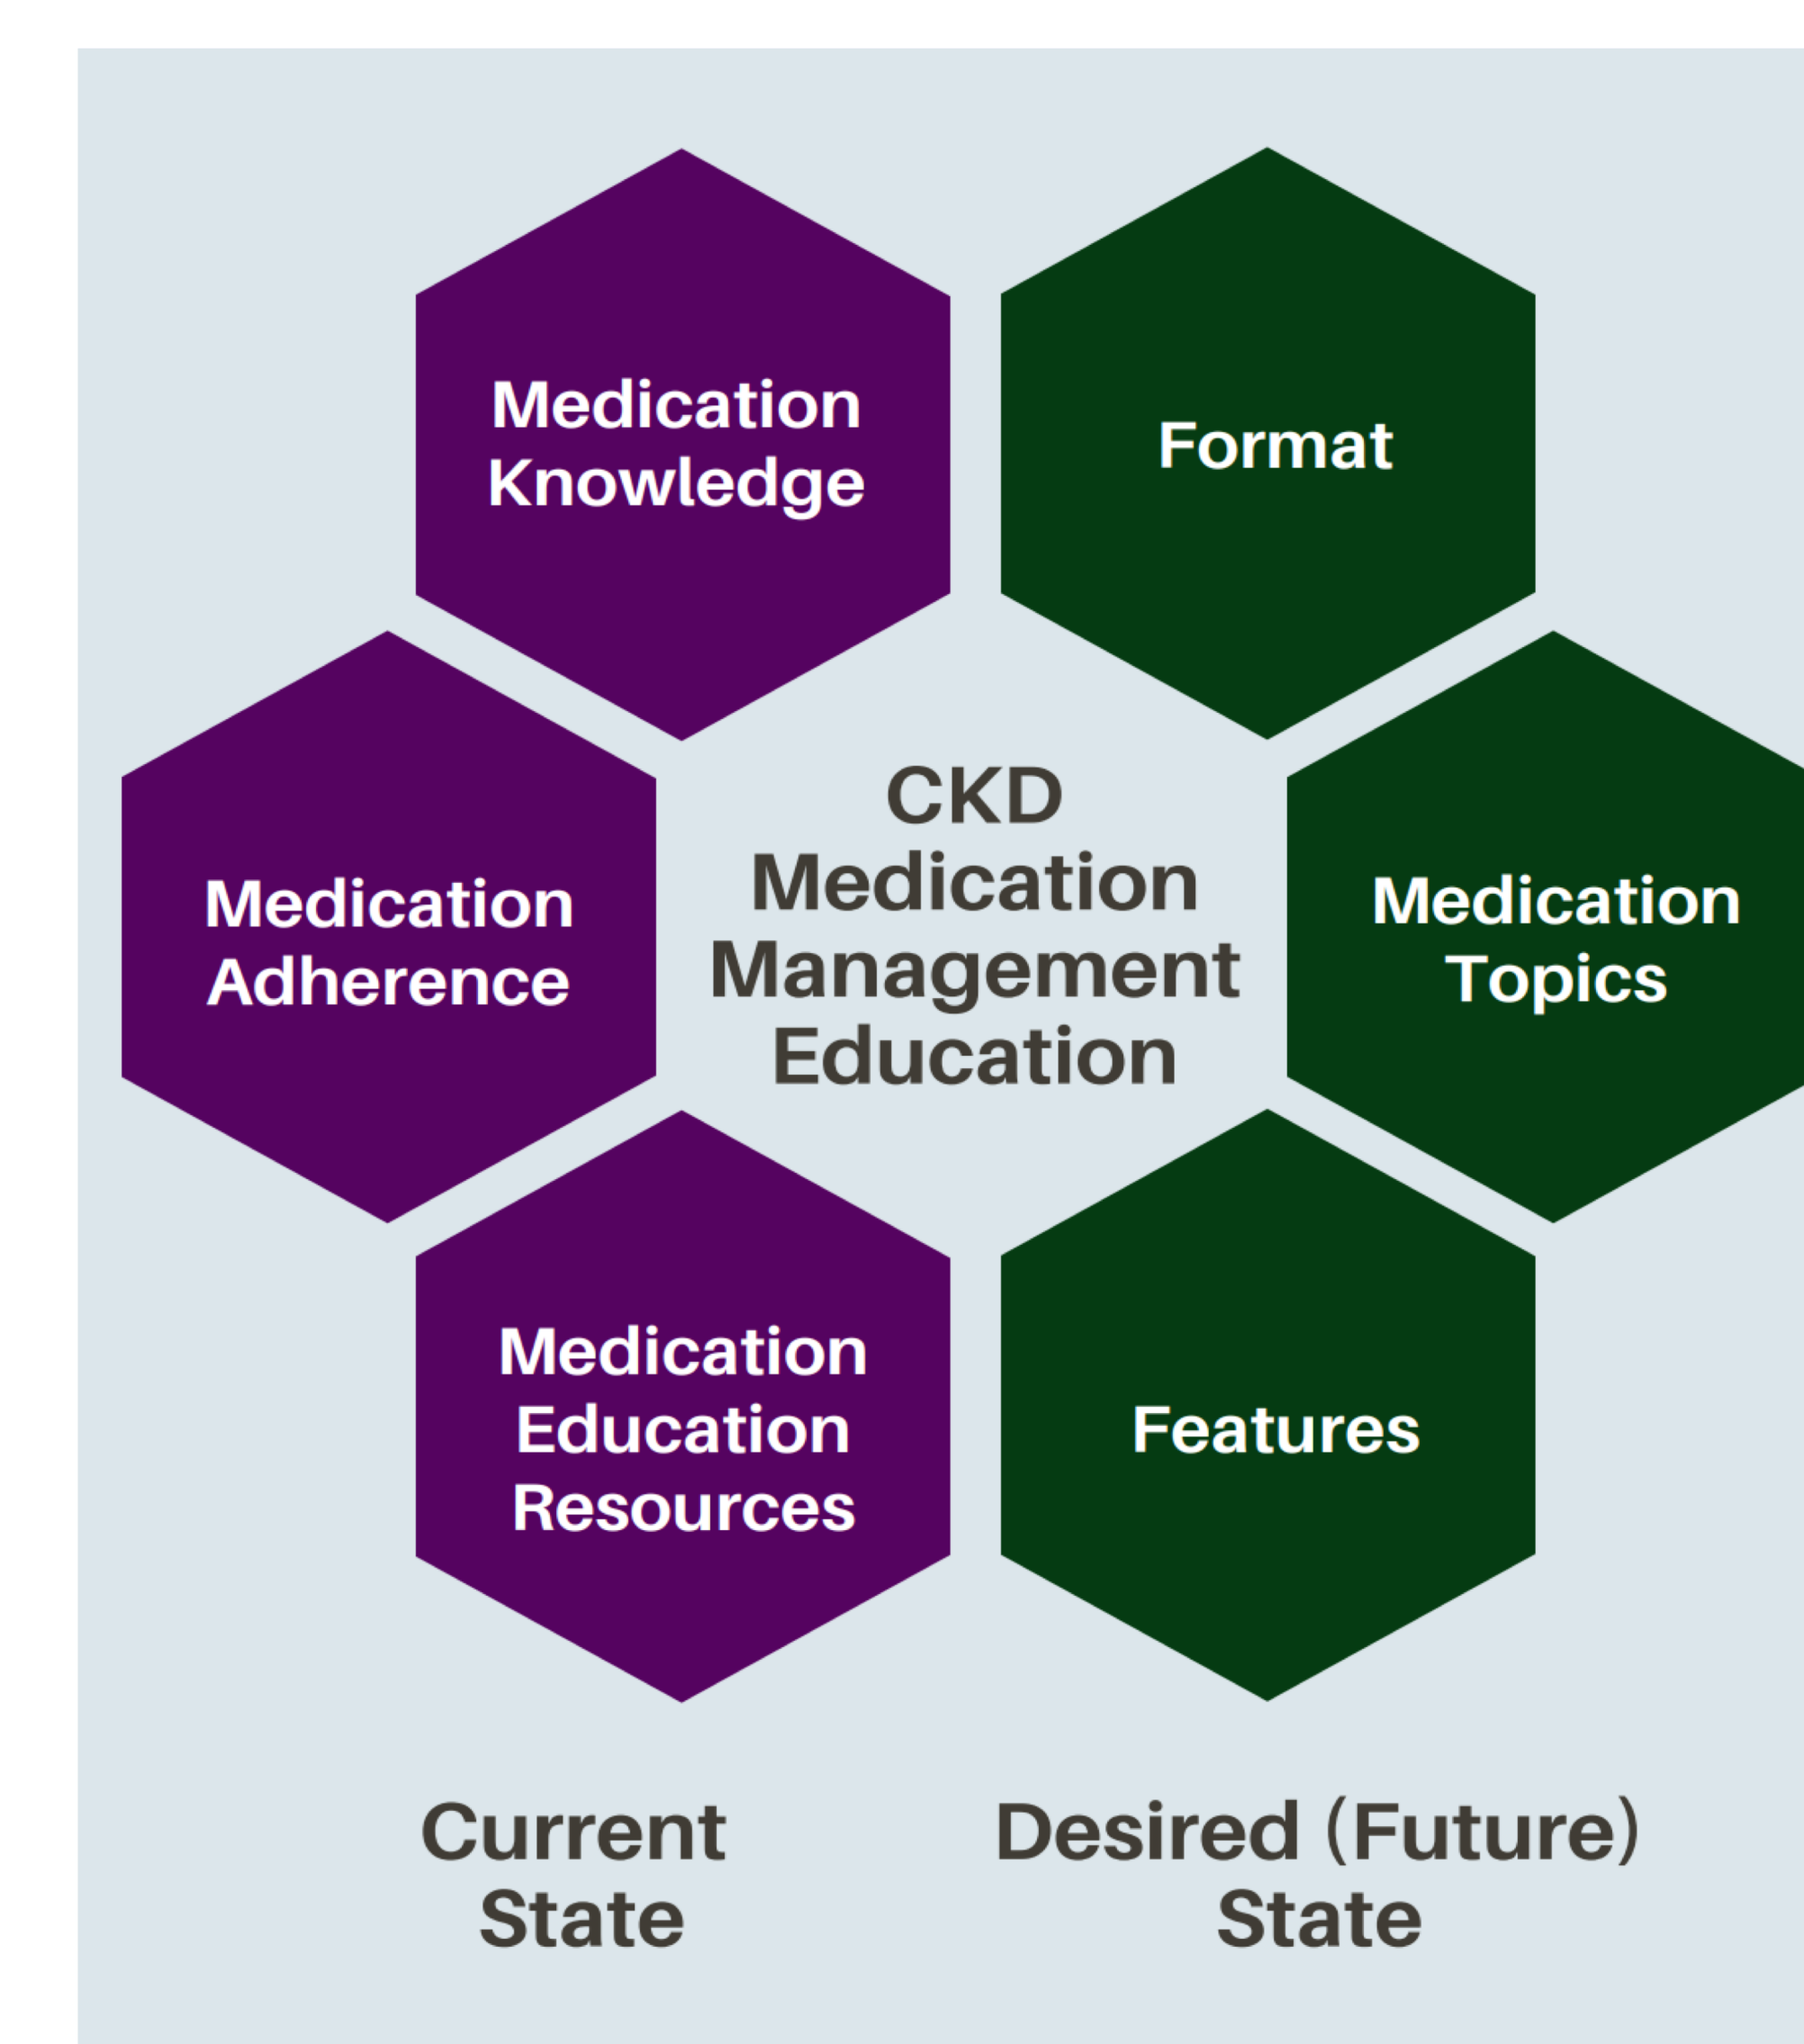 Medication
Knowledge
Format
Medication
Adherence
CKD
Medication
Management
Education
Medication
Topics
Medication
Education
Resources
Features
Current
State
Desired (Future)
State